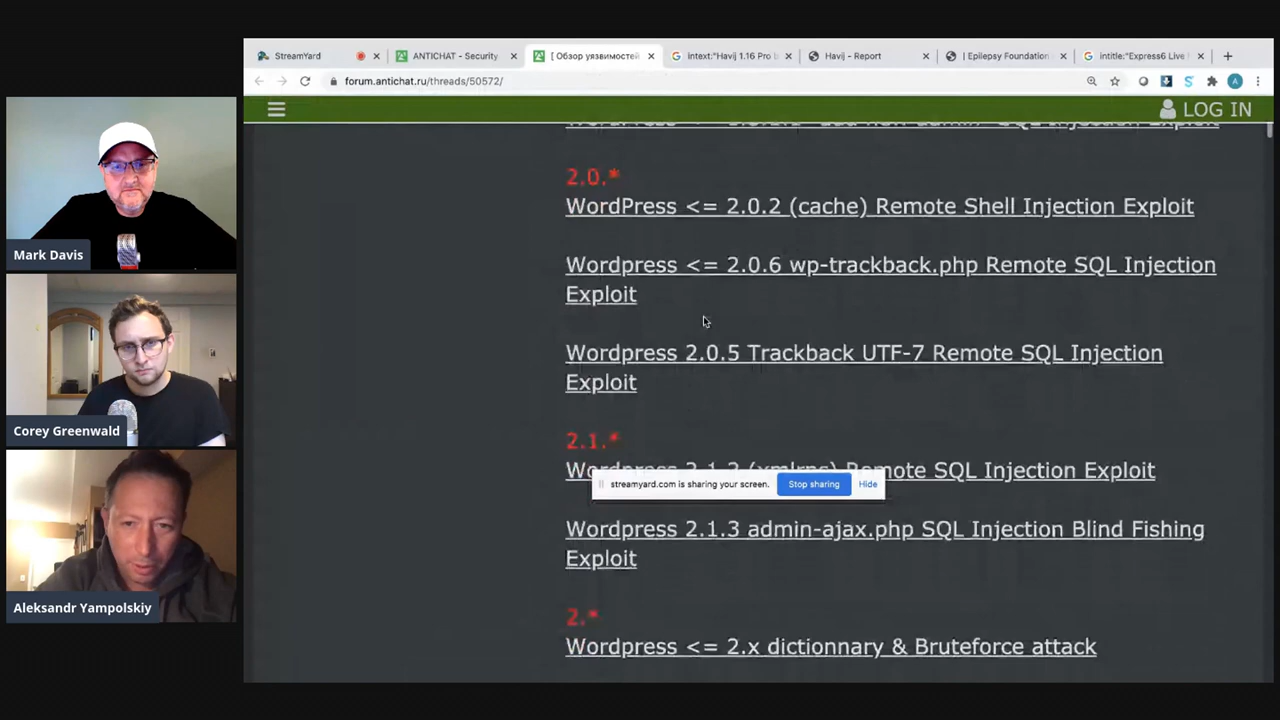 StreamYard
ANTICHAT - Security
[ Обзор уязвимостей
intext:"Havij 1.16 Pro b
Havij - Report
| Epilepsy Foundation
intitle:"Express6 Live
forum.antichat.ru/threads/50572/
LOG IN
2.0.*
WordPress <= 2.0.2 (cache) Remote Shell Injection Exploit
Wordpress <= 2.0.6 wp-trackback.php Remote SQL Injection
Exploit
Wordpress 2.0.5 Trackback UTF-7 Remote SQL Injection
Exploit
2.1.*
Remote SQL Injection Exploit
streamyard.com is sharing your screen. Stop sharing Hide
Wordpress 2.1.3 admin-ajax.php SQL Injection Blind Fishing
Exploit
2.*
Wordpress <= 2.x dictionnary & Bruteforce attack
Mark Davis
Corey Greenwald
Aleksandr Yampolskiy